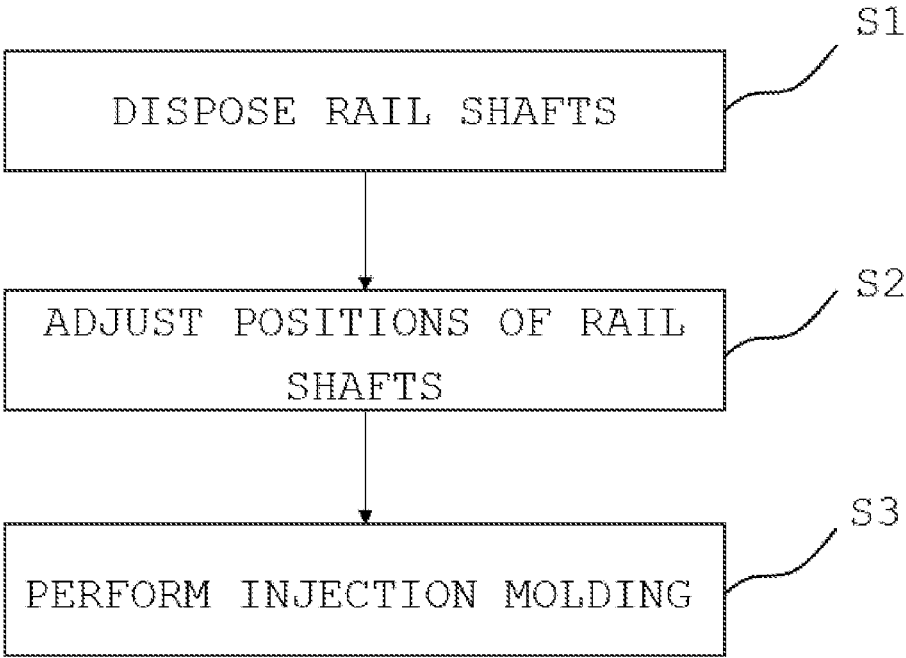 S1
DISPOSE RAIL SHAFTS
S2
ADJUST POSITIONS OF RAIL
SHAFTS
S3
PERFORM INJECTION MOLDING